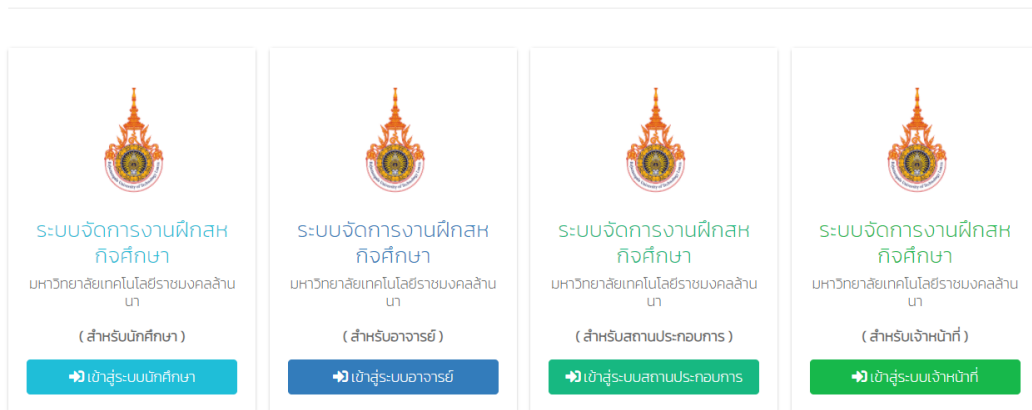 ระบบจัดการงานฝึกสห
กิจศึกษา
มหาวิทยาลัยเทคโนโลยีราชมงคลล้าน
นา
( สำหรับนักศึกษา )
เข้าสู่ระบบนักศึกษา
ระบบจัดการงานฝึกสห
กิจศึกษา
มหาวิทยาลัยเทคโนโลยีราชมงคลล้าน
นา
( สำหรับอาจารย์ )
เข้าสู่ระบบอาจารย์
ระบบจัดการงานฝึกสห
กิจศึกษา
มหาวิทยาลัยเทคโนโลยีราชมงคลล้าน
นา
( สำหรับสถานประกอบการ )
เข้าสู่ระบบสถานประกอบการ
ระบบจัดการงานฝึกสห
กิจศึกษา
มหาวิทยาลัยเทคโนโลยีราชมงคลล้าน
นา
( สำหรับเจ้าหน้าที่ )
เข้าสู่ระบบเจ้าหน้าที่